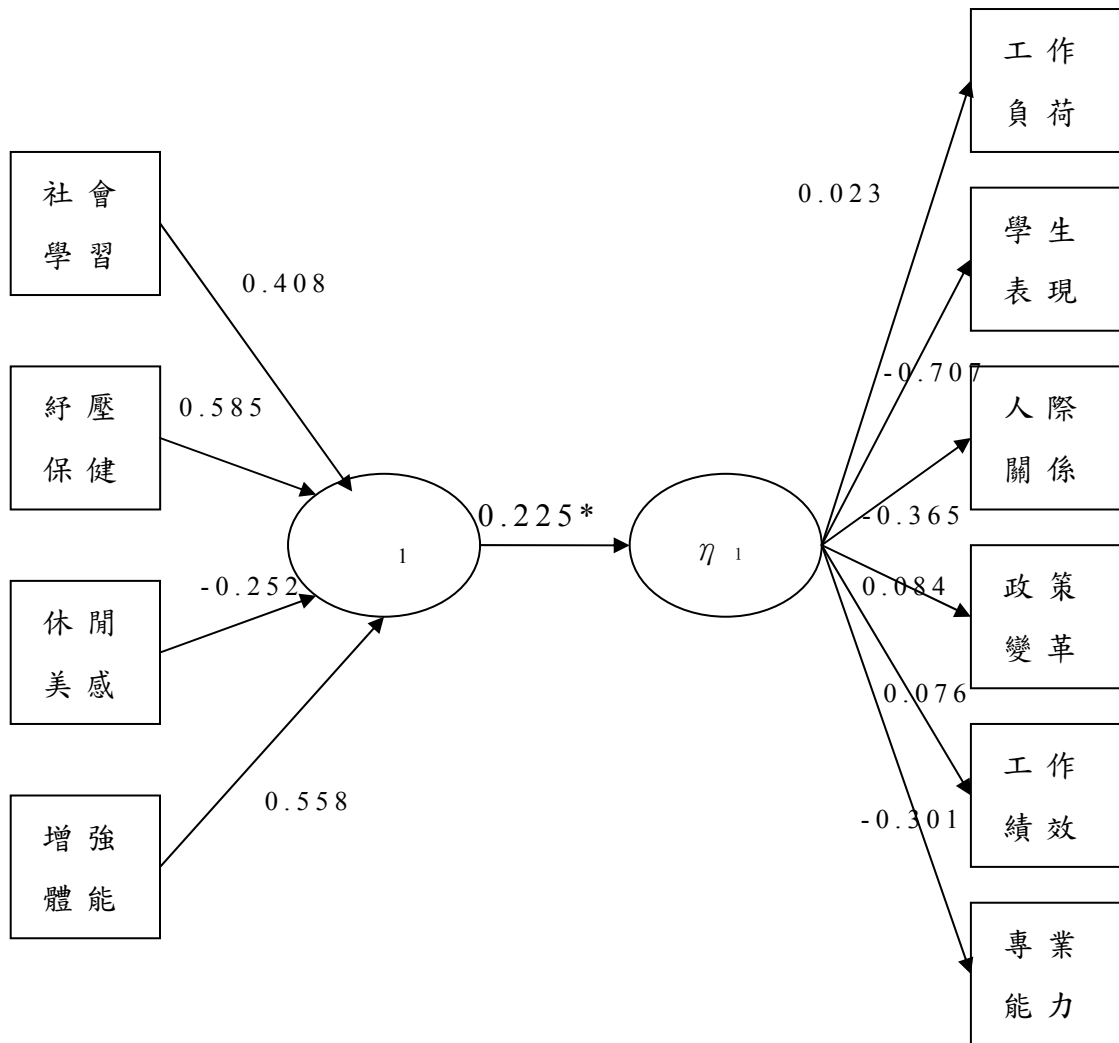 社會
學習
紓壓
保健
休閒
美感
增強
體能
0.408
0.585
-0.252
0.558
1
0.225*
η 1
0.023
-0.707
-0.365
0.084
0.076
-0.301
工作
負荷
學生
表現
人際
關係
政策
變革
工作
績效
專業
能力